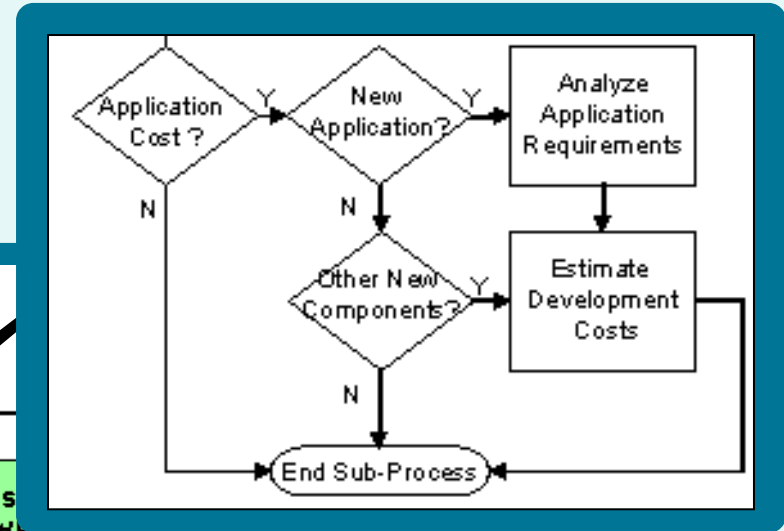 Application
Cost ?
Y
New
Application?
Y
Analyze
Application
Requirements
N
N
Other New
Components?
Y
Estimate
Development
Costs
N
End Sub-Process